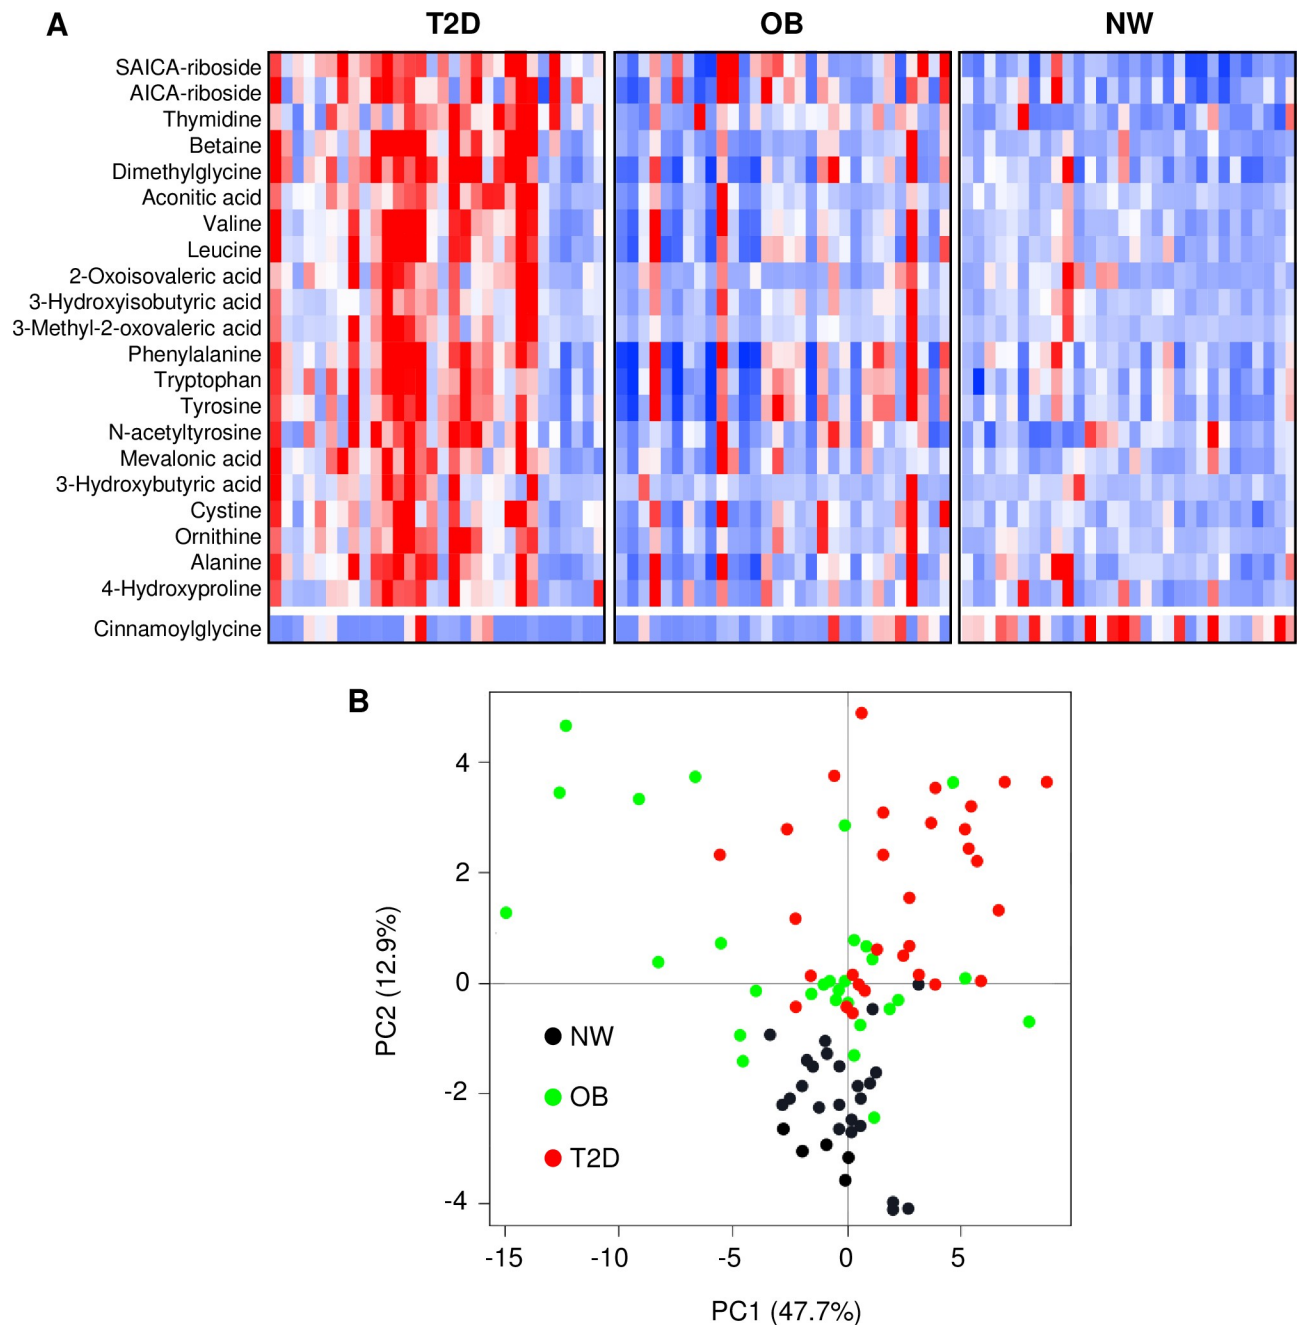 A
T2D OB NW
SAICA-riboside
AICA-riboside
Thymidine
Betaine
Dimethylglycine
Aconitic acid
Valine
Leucine
2-Oxoisovaleric acid
3-Hydroxyisobutyric acid
3-Methyl-2-oxovaleric acid
Phenylalanine
Tryptophan
Tyrosine
N-acetyltyrosine
Mevalonic acid
3-Hydroxybutyric acid
Cystine
Ornithine
Alanine
4-Hydroxyproline
Cinnamoylglycine
B
PC2 (12.9%)
4
2
0
-2
-4
NW
OB
T2D
-15 -10 -5 0 5
PC1 (47.7%)